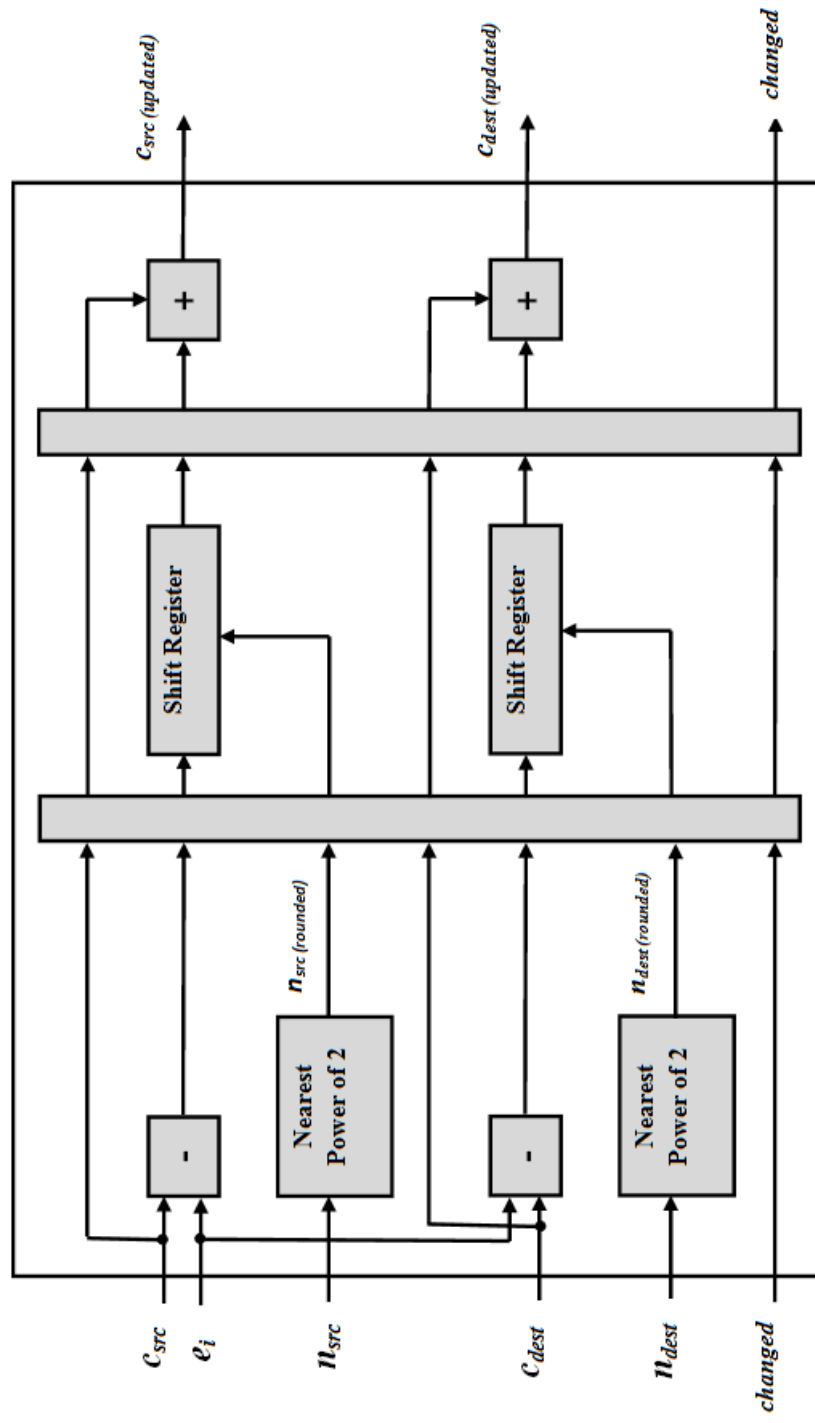 c_src
e_i
n_src
c_dest
n_dest
changed
-
Nearest
Power of 2
-
Nearest
Power of 2
n_src (rounded)
n_dest (rounded)
Shift Register
Shift Register
+
+
c_src (updated)
c_dest (updated)
changed